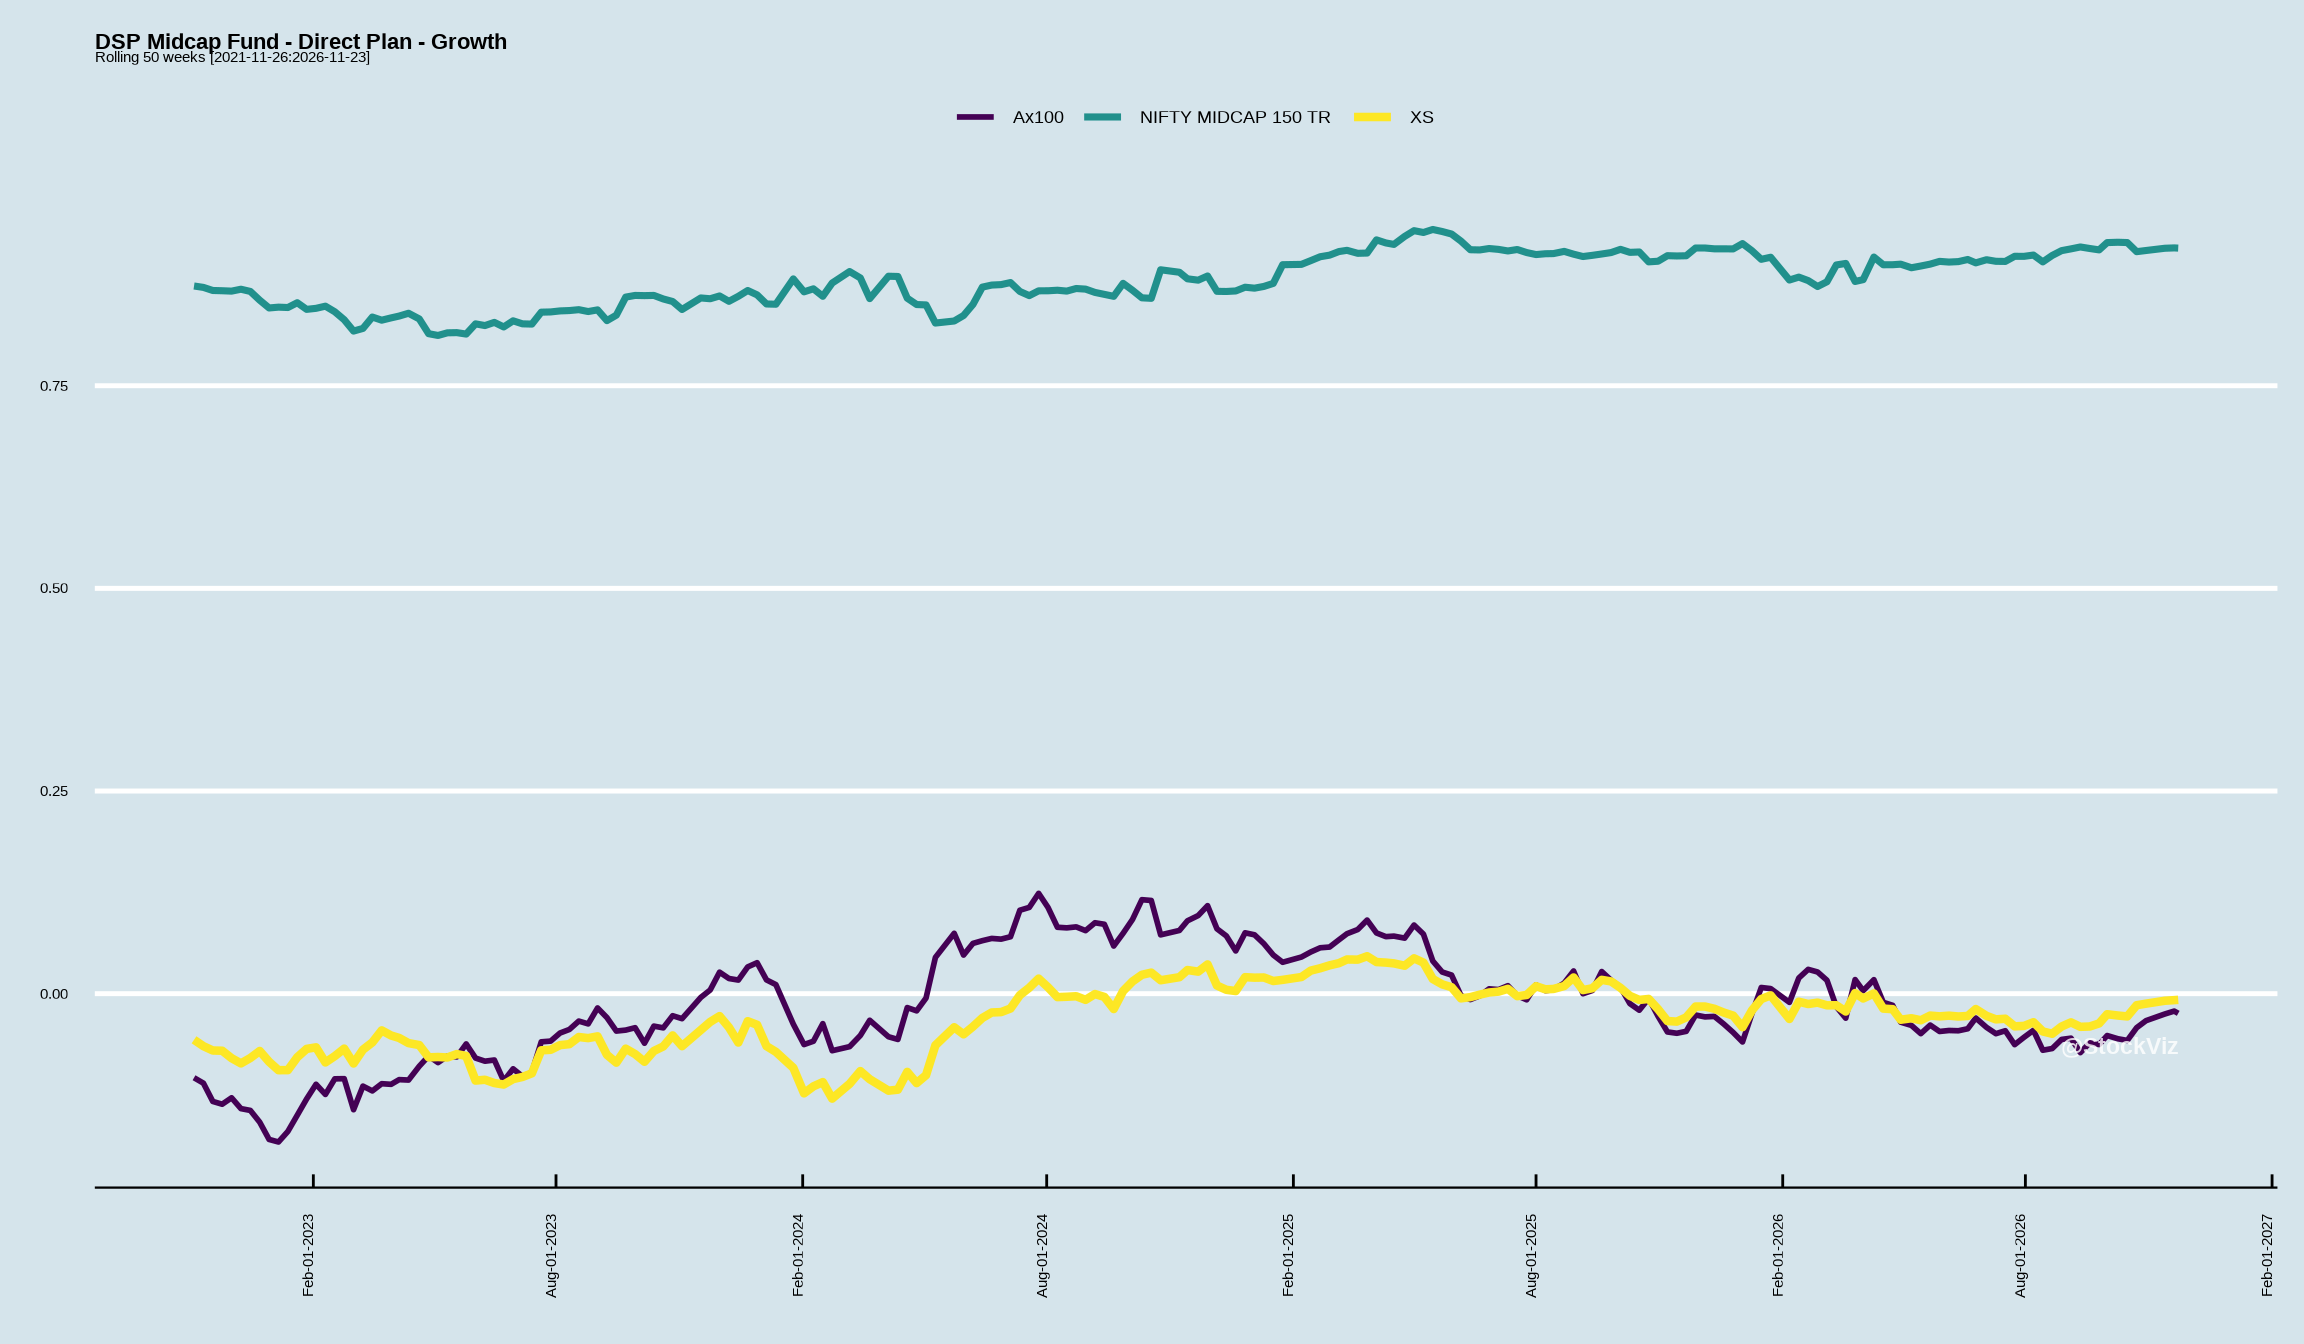 DSP Midcap Fund - Direct Plan - Growth
Rolling 50 weeks [2021-11-26:2026-11-23]
Ax100 NIFTY MIDCAP 150 TR XS
0.75
0.50
0.25
0.00
@StockViz
Feb-01-2023 Aug-01-2023 Feb-01-2024 Aug-01-2024 Feb-01-2025 Aug-01-2025 Feb-01-2026 Aug-01-2026 Feb-01-2027